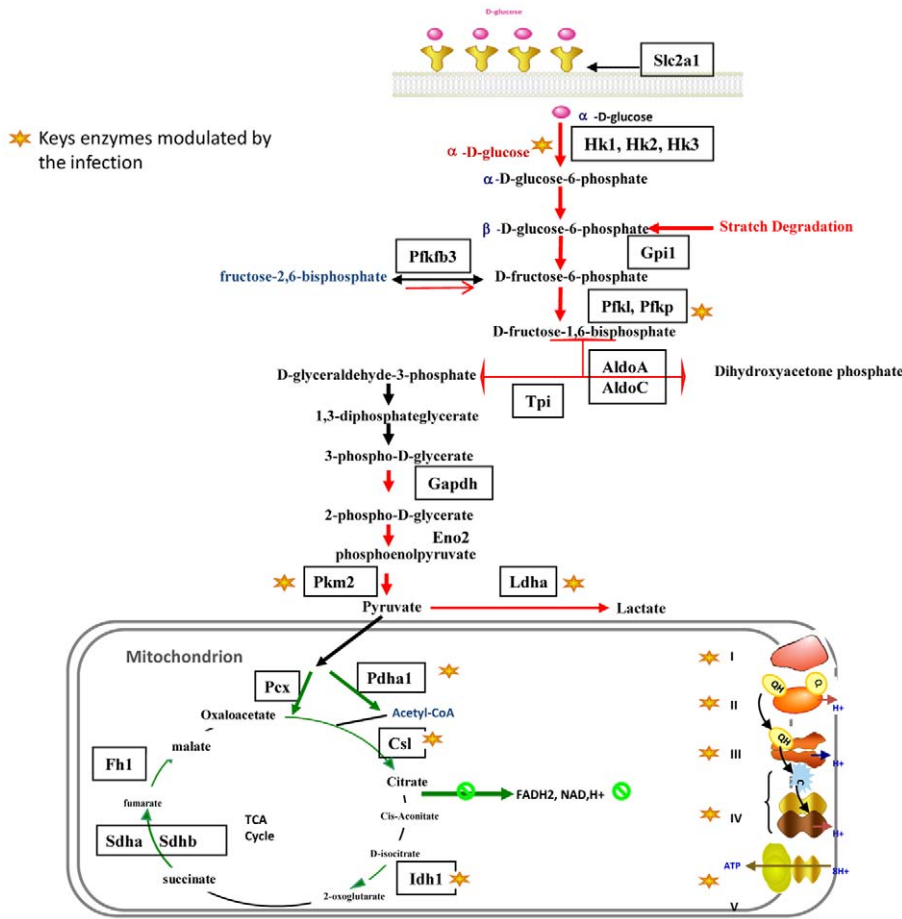 D-glucose
Slc2a1
Keys enzymes modulated by
the infection
α -D-glucose
α -D-glucose
Hk1, Hk2, Hk3
α-D-glucose-6-phosphate
β -D-glucose-6-phosphate
Stratch Degradation
Gpi1
Pfkfb3
fructose-2,6-bisphosphate
D-fructose-6-phosphate
Pfkl, Pfkp
D-fructose-1,6-bisphosphate
D-glyceraldehyde-3-phosphate
AldoA
AldoC
Dihydroxyacetone phosphate
Tpi
1,3-diphosphateglycerate
3-phospho-D-glycerate
Gapdh
2-phospho-D-glycerate
Eno2
phosphoenolpyruvate
Pkm2
Ldha
Pyruvate
Lactate
Mitochondrion
Pcx
Pdha1
Oxaloacetate
Acetyl-CoA
malate
Csl
Fh1
Citrate
FADH2, NAD,H+
fumarate
Cis-Aconitate
TCA
Cycle
Sdha Sdhb
D-isocitrate
succinate
Idh1
2-oxoglutarate
I
QH
Q
II
H+
QH
III
H+
C
IV
H+
ATP
8H+
V